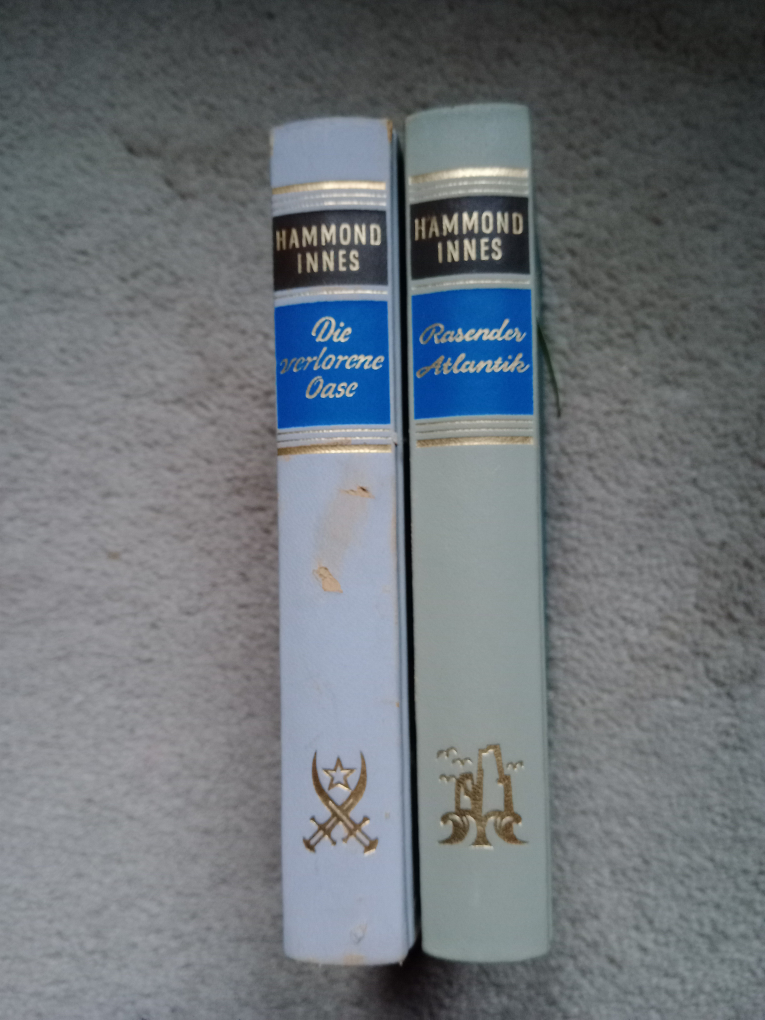 HAMMOND
INNES
Die
verlorene
Oase
HAMMOND
INNES
Rasender
Atlantik